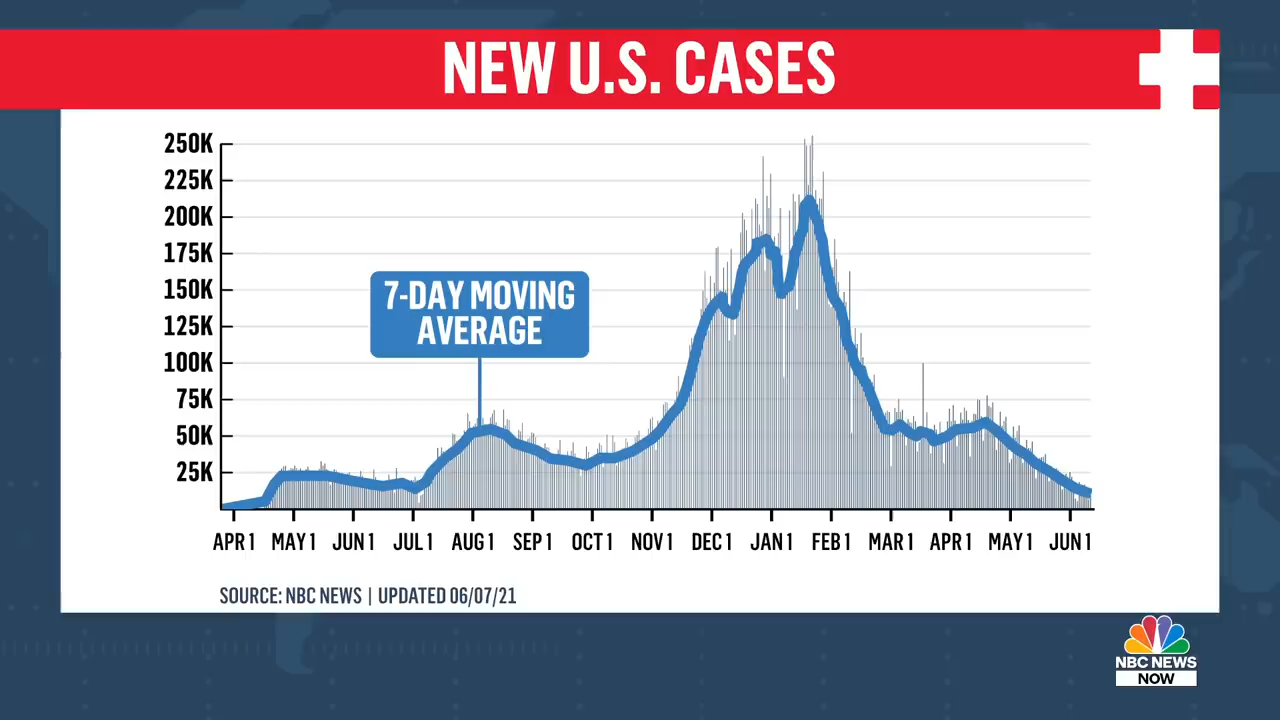 NEW U.S. CASES
250K
225K
200K
175K
150K
125K
100K
75K
50K
25K
7-DAY MOVING
AVERAGE
APR 1 MAY 1 JUN 1 JUL 1 AUG 1 SEP 1 OCT 1 NOV 1 DEC 1 JAN 1 FEB 1 MAR 1 APR 1 MAY 1 JUN 1
SOURCE: NBC NEWS | UPDATED 06/07/21
NBC NEWS
NOW